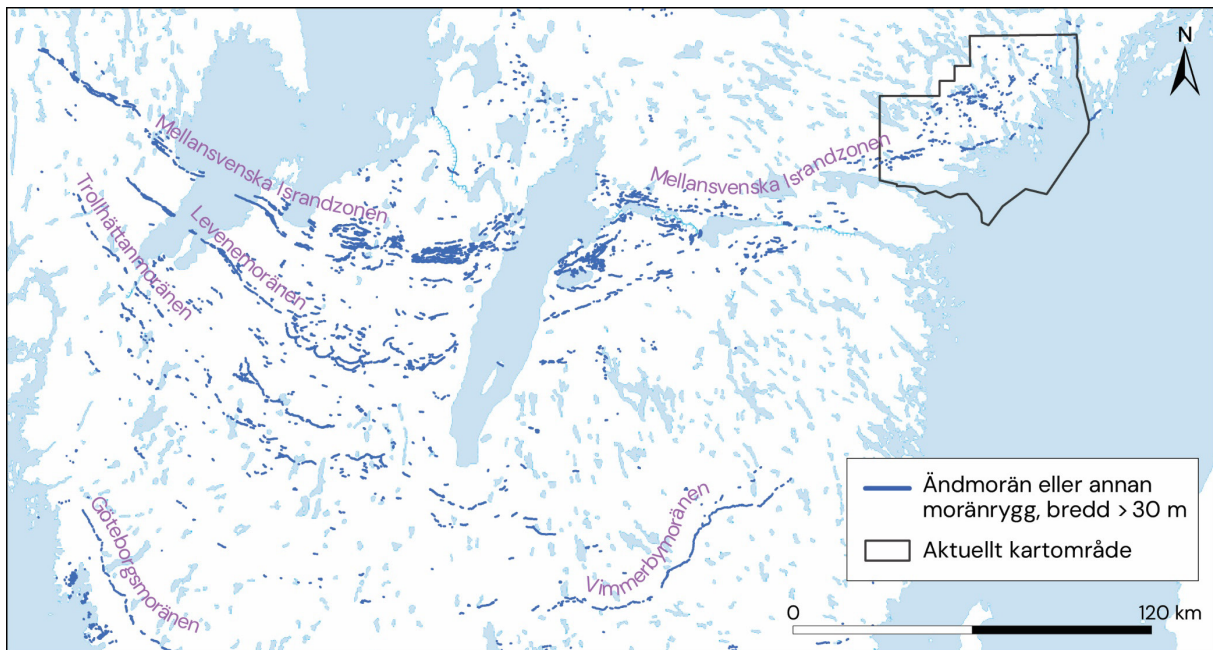 N
Mellansvenska Israndzonen
Mellansvenska Israndzonen
Trollhättanmoränen
Levenemoränen
Göteborgsmoränen
Vimmerbymoränen
Ändmorän eller annan
moränrygg, bredd > 30 m
Aktuellt kartområde
0
120 km